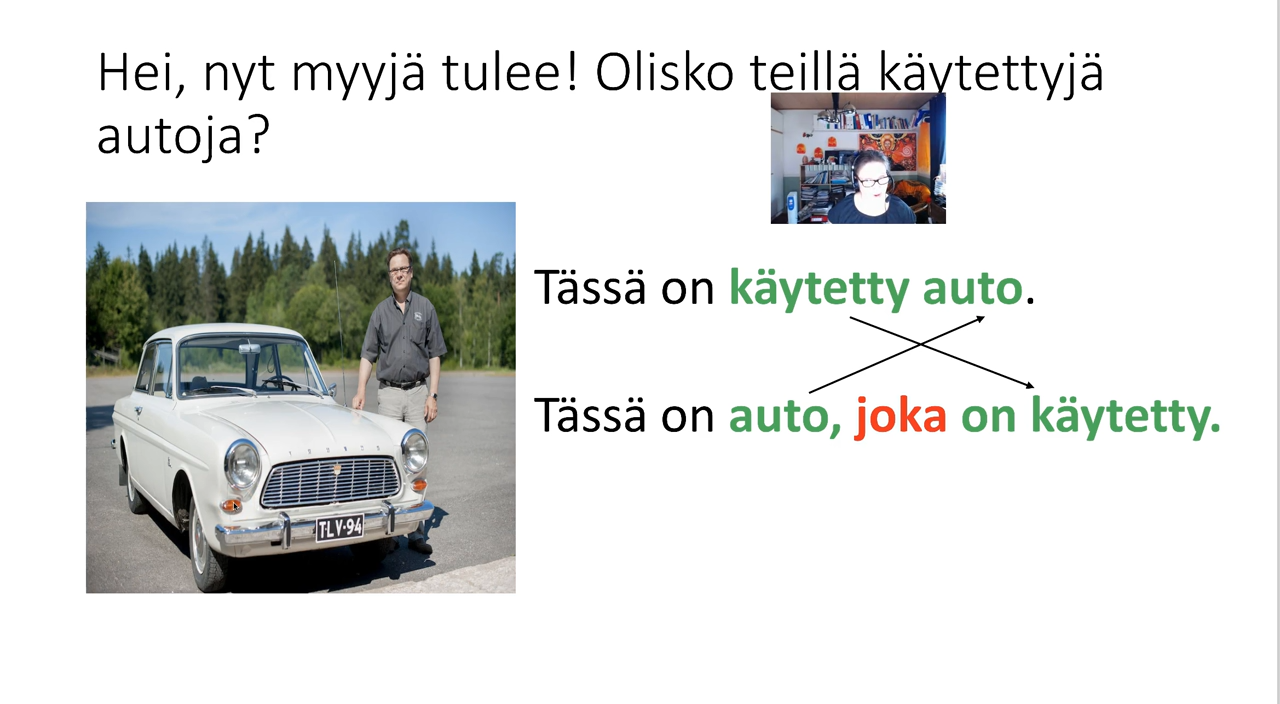 Hei, nyt myyjä tulee! Olisko teillä käytettyjä
autoja?
Tässä on käytetty auto.
Tässä on auto, joka on käytetty.
TAUNUS
TLV-94